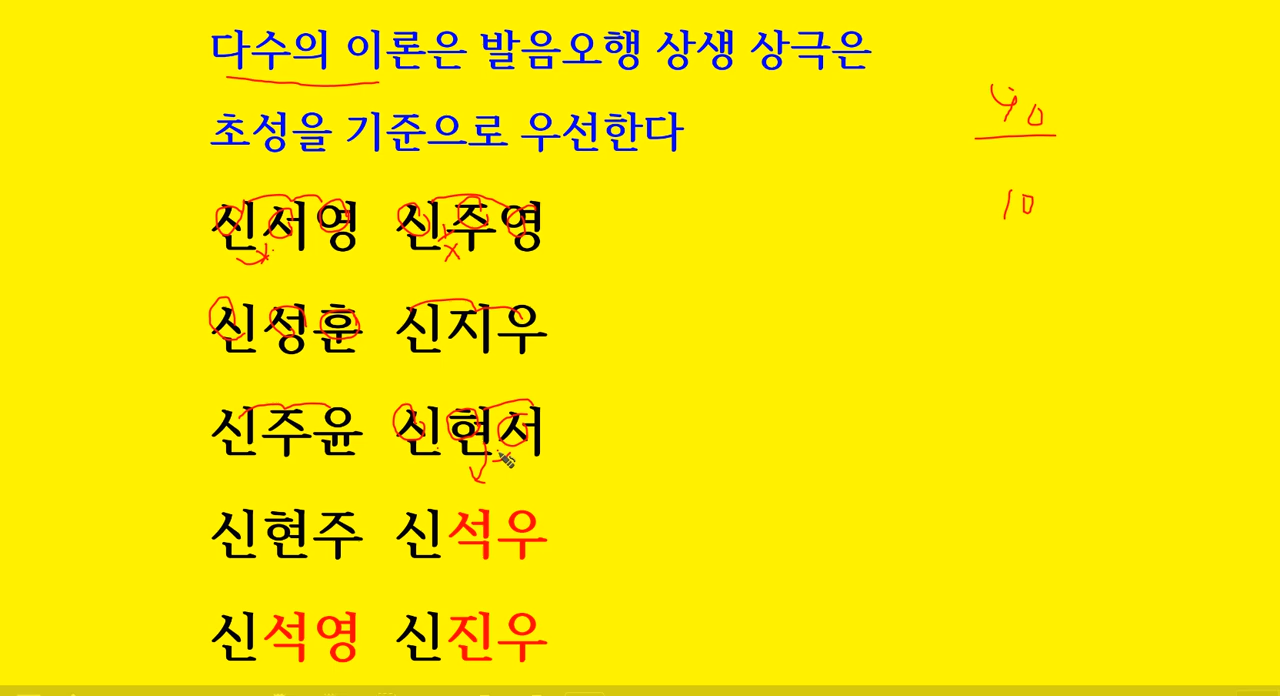 다수의 이론은 발음오행 상생 상극은
초성을 기준으로 우선한다
90
10
신서영 신주영
신성훈 신지우
신주윤 신현서
신현주 신석우
신석영 신진우